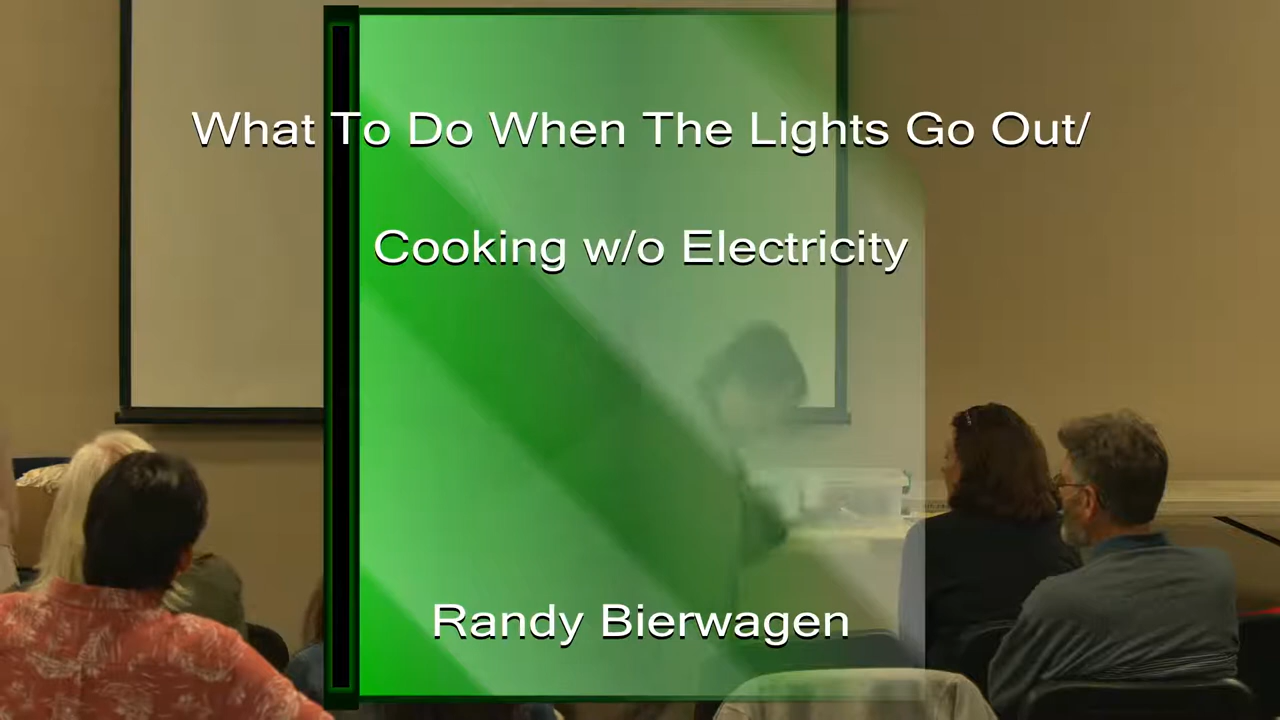 What To Do When The Lights Go Out/
Cooking w/o Electricity
Randy Bierwagen